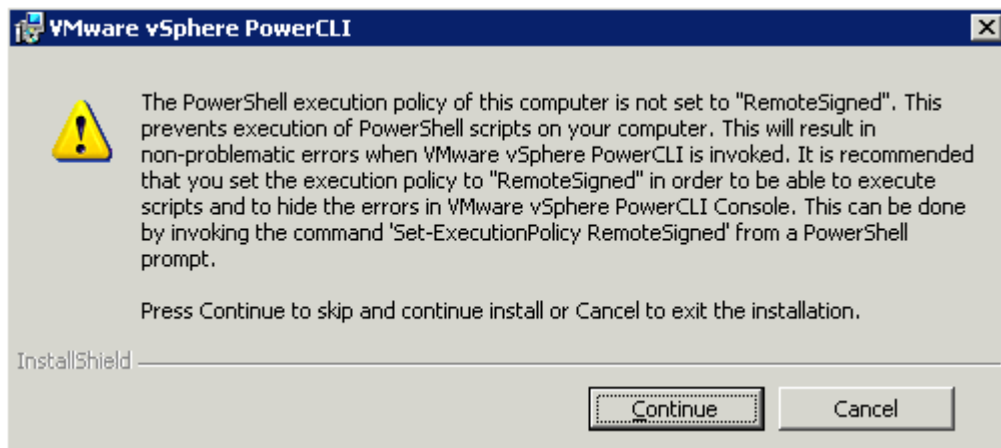 VMware vSphere PowerCLI
The PowerShell execution policy of this computer is not set to "RemoteSigned". This
prevents execution of PowerShell scripts on your computer. This will result in
non-problematic errors when VMware vSphere PowerCLI is invoked. It is recommended
that you set the execution policy to "RemoteSigned" in order to be able to execute
scripts and to hide the errors in VMware vSphere PowerCLI Console. This can be done
by invoking the command 'Set-ExecutionPolicy RemoteSigned' from a PowerShell
prompt.
Press Continue to skip and continue install or Cancel to exit the installation.
InstallShield
Continue Cancel